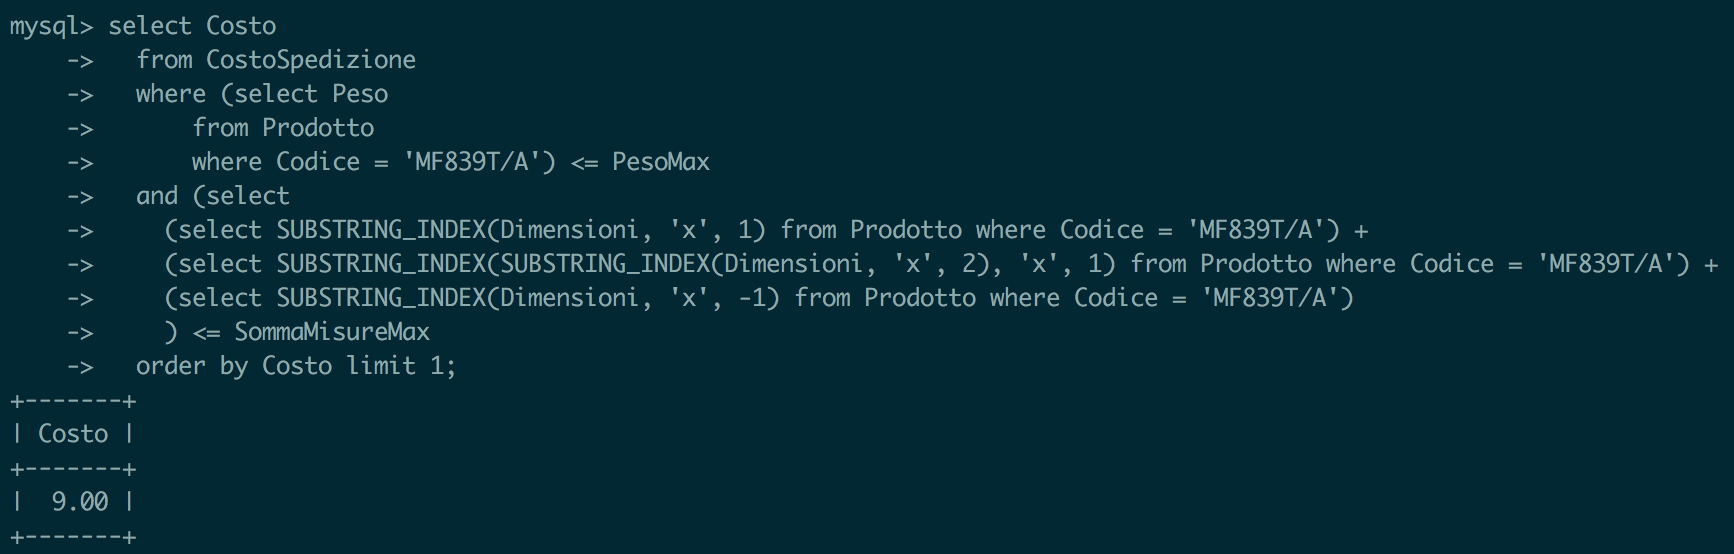 mysql> select Costo
    ->   from CostoSpedizione
    ->   where (select Peso
    ->       from Prodotto
    ->       where Codice = 'MF839T/A') <= PesoMax
    ->   and (select
    ->     (select SUBSTRING_INDEX(Dimensioni, 'x', 1) from Prodotto where Codice = 'MF839T/A') +
    ->     (select SUBSTRING_INDEX(SUBSTRING_INDEX(Dimensioni, 'x', 2), 'x', 1) from Prodotto where Codice = 'MF839T/A') +
    ->     (select SUBSTRING_INDEX(Dimensioni, 'x', -1) from Prodotto where Codice = 'MF839T/A')
    ->     ) <= SommaMisureMax
    ->   order by Costo limit 1;
+-------+
| Costo |
+-------+
|  9.00 |
+-------+